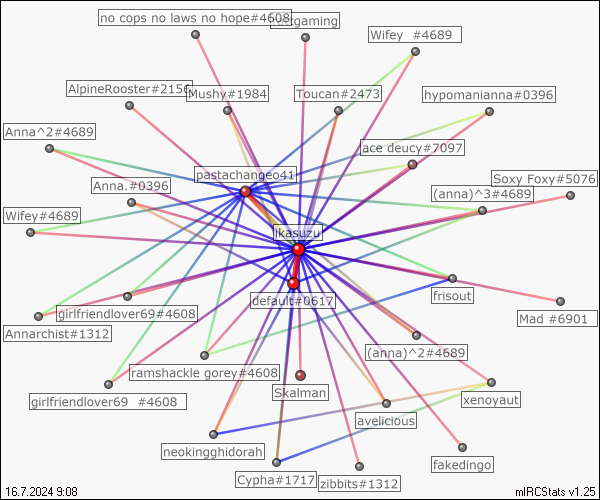 no cops no laws no hope#4608
gaming
Wifey  #4689
AlpineRooster#2156
Mushy#1984
Toucan#2473
hypomanianna#0396
Anna^2#4689
ace deucy#7097
pastachangeo41
Anna.#0396
Soxy Foxy#5076
(anna)^3#4689
Wifey#4689
ikasuzu
default#0617
frisout
girlfriendlover69#4608
Annarchist#1312
Mad #6901
(anna)^2#4689
ramshackle gorey#4608
Skalman
girlfriendlover69  #4608
xenoyaut
avelicious
neokingghidorah
fakedingo
Cypha#1717
zibbits#1312
16.7.2024 9:08
mIRCStats v1.25